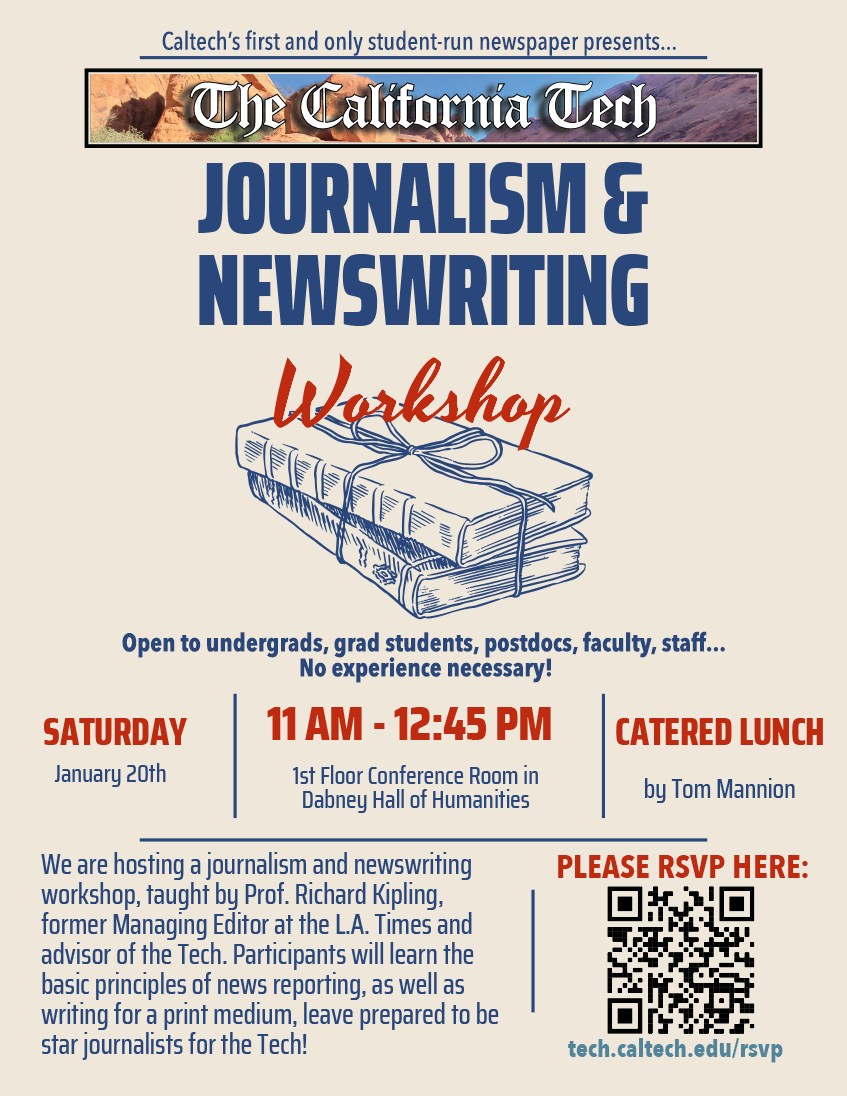 Caltech's first and only student-run newspaper presents...
The California Tech
JOURNALISM &
NEWSWRITING
Workshop
Open to undergrads, grad students, postdocs, faculty, staff...
No experience necessary!
SATURDAY
January 20th
11 AM - 12:45 PM
1st Floor Conference Room in
Dabney Hall of Humanities
CATERED LUNCH
by Tom Mannion
We are hosting a journalism and newswriting
workshop, taught by Prof. Richard Kipling,
former Managing Editor at the L.A. Times and
advisor of the Tech. Participants will learn the
basic principles of news reporting, as well as
writing for a print medium, leave prepared to be
star journalists for the Tech!
PLEASE RSVP HERE:
tech.caltech.edu/rsvp